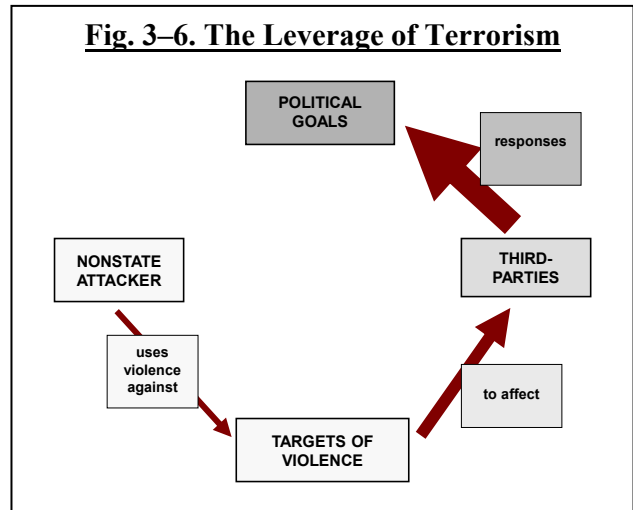 Fig. 3–6. The Leverage of Terrorism
POLITICAL
GOALS
responses
NONSTATE
ATTACKER
THIRD-
PARTIES
uses
violence
against
to affect
TARGETS OF
VIOLENCE